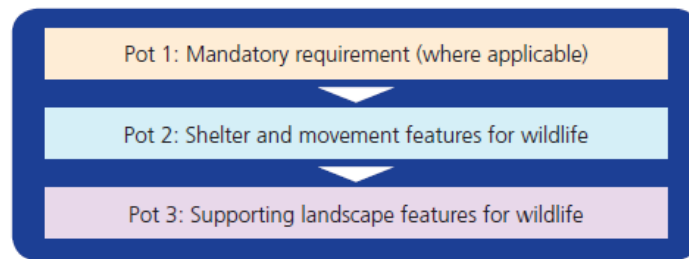 Pot 1: Mandatory requirement (where applicable)
Pot 2: Shelter and movement features for wildlife
Pot 3: Supporting landscape features for wildlife